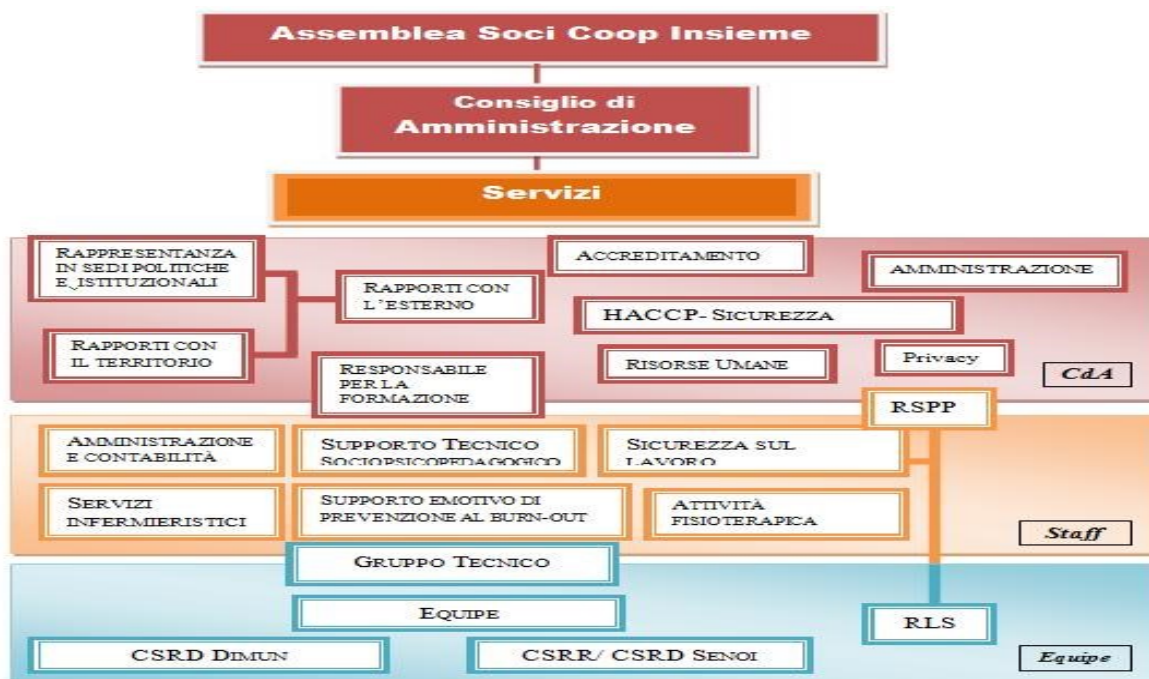 Assemblea Soci Coop Insieme
Consiglio di
Amministrazione
Servizi
RAPPRESENTANZA
IN SEDI POLITICHE
E ISTITUZIONALI
RAPPORTI CON
L'ESTERNO
RAPPORTI CON
IL TERRITORIO
RESPONSABILE
PER LA
FORMAZIONE
ACCREDITAMENTO
AMMINISTRAZIONE
HACCP- SICUREZZA
RISORSE UMANE
Privacy
CdA
RSPP
AMMINISTRAZIONE
E CONTABILITÀ
SUPPORTO TECNICO
SOCIOPSICOPEDAGOGICO
SICUREZZA SUL
LAVORO
SERVIZI
INFERMIERISTICI
SUPPORTO EMOTIVO DI
PREVENZIONE AL BURN-OUT
ATTIVITÀ
FISIOTERAPICA
Staff
GRUPPO TECNICO
EQUIPE
RLS
CSRD DIMUN
CSRR/ CSRD SENOI
Equipe